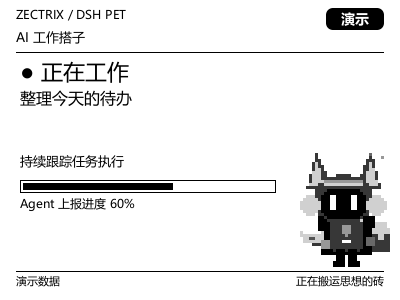 ZECTRIX / DSH PET
演示
AI 工作搭子
● 正在工作
整理今天的待办
持续跟踪任务执行
Agent 上报进度 60%
演示数据
正在搬运思想的砖